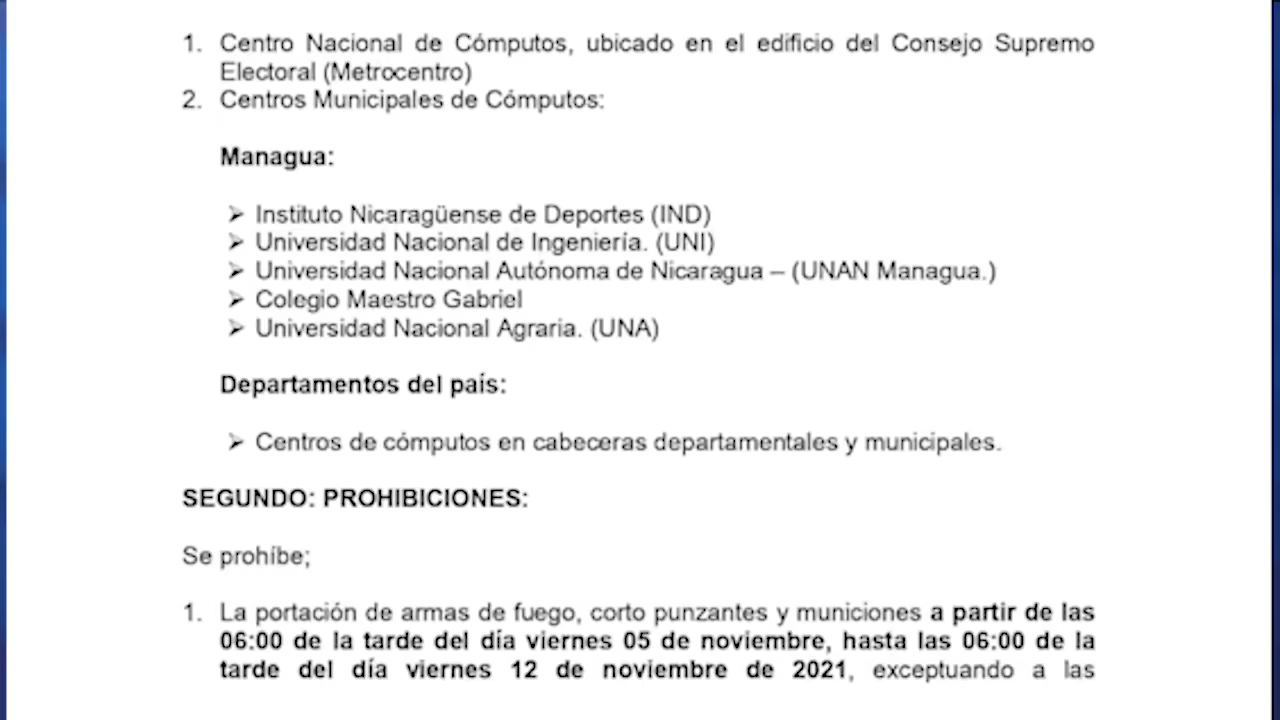 1. Centro Nacional de Cómputos, ubicado en el edificio del Consejo Supremo
Electoral (Metrocentro)
2. Centros Municipales de Cómputos:
Managua:
➢ Instituto Nicaragüense de Deportes (IND)
➢ Universidad Nacional de Ingeniería. (UNI)
➢ Universidad Nacional Autónoma de Nicaragua – (UNAN Managua.)
➢ Colegio Maestro Gabriel
➢ Universidad Nacional Agraria. (UNA)
Departamentos del país:
➢ Centros de cómputos en cabeceras departamentales y municipales.
SEGUNDO: PROHIBICIONES:
Se prohíbe;
1. La portación de armas de fuego, corto punzantes y municiones a partir de las
06:00 de la tarde del día viernes 05 de noviembre, hasta las 06:00 de la
tarde del día viernes 12 de noviembre de 2021, exceptuando a las